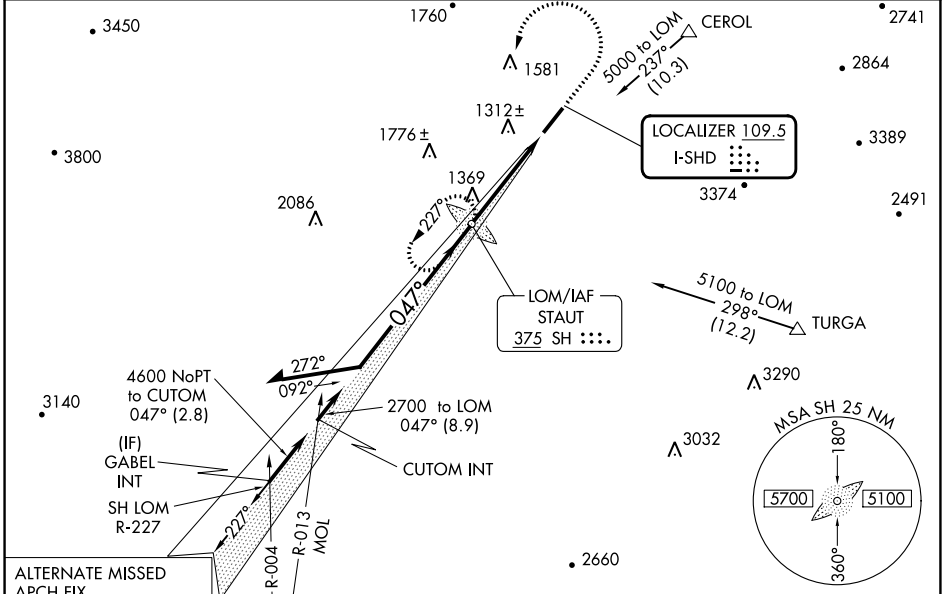 3450
1760
2741
CEROL
5000 to LOM
237°
(10.3)
1581
2864
1312±
LOCALIZER 109.5
I-SHD
1776±
3389
3800
3374
1369
2491
2086
227°
5100 to LOM
298°
(12.2)
TURGA
LOM/IAF
STAUT
375 SH
047°
272°
092°
4600 NoPT
to CUTOM
047° (2.8)
3290
3140
2700 to LOM
047° (8.9)
MSA SH 25 NM
180°
5700
5100
360°
3032
(IF)
GABEL
INT
CUTOM INT
SH LOM
R-227
227°
R-004
R-013
MOL
2660
ALTERNATE MISSED
APCH FIX